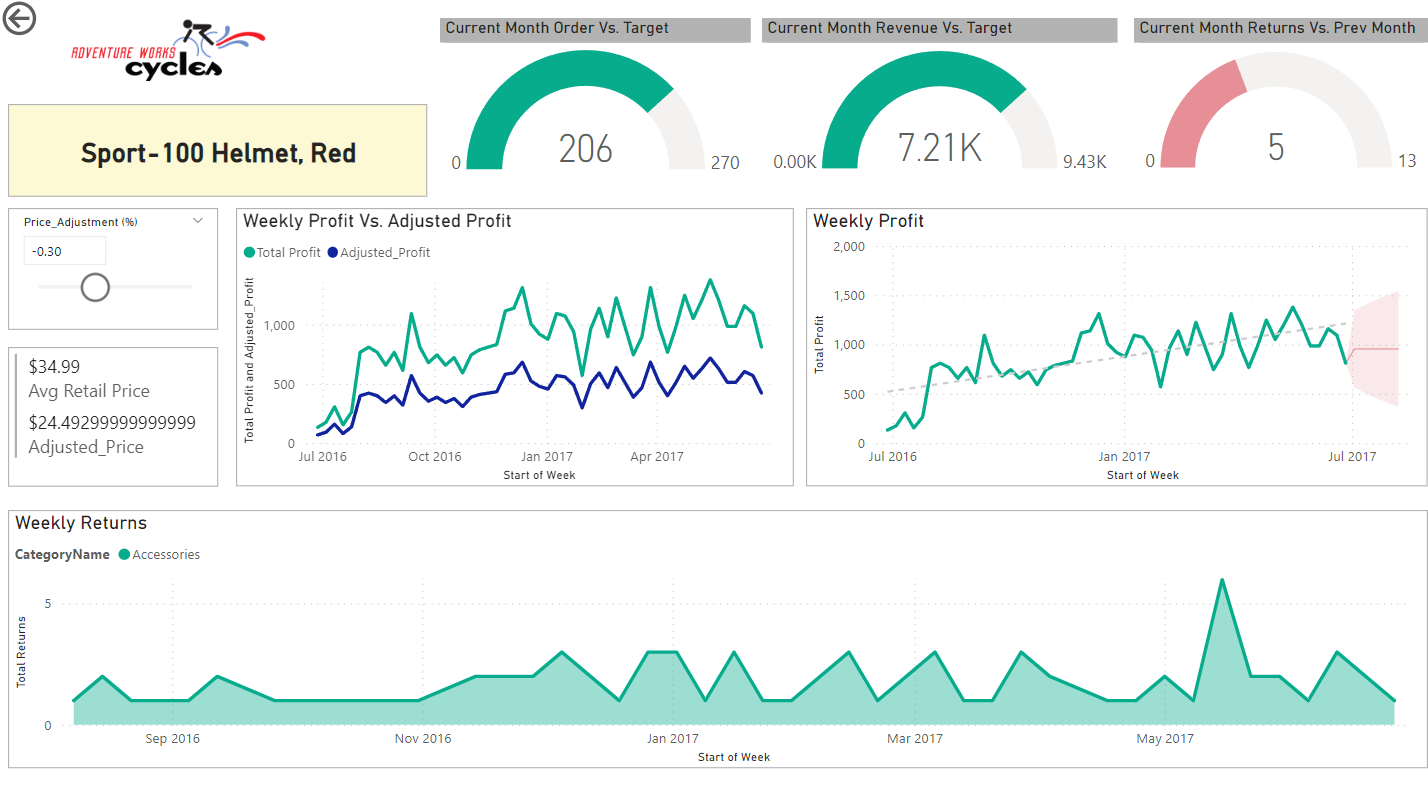 ADVENTURE WORKS
cycles
Current Month Order Vs. Target
0
206
270
Current Month Revenue Vs. Target
0.00K
7.21K
9.43K
Current Month Returns Vs. Prev Month
0
5
13
Sport-100 Helmet, Red
Price_Adjustment (%)
-0.30
$34.99
Avg Retail Price
$24.49299999999999
Adjusted_Price
Weekly Profit Vs. Adjusted Profit
Total Profit Adjusted_Profit
Total Profit and Adjusted_Profit
1,000
500
0
Jul 2016 Oct 2016 Jan 2017 Apr 2017
Start of Week
Weekly Profit
Total Profit
2,000
1,500
1,000
500
0
Jul 2016 Jan 2017 Jul 2017
Start of Week
Weekly Returns
CategoryName Accessories
Total Returns
5
0
Sep 2016 Nov 2016 Jan 2017 Mar 2017 May 2017
Start of Week